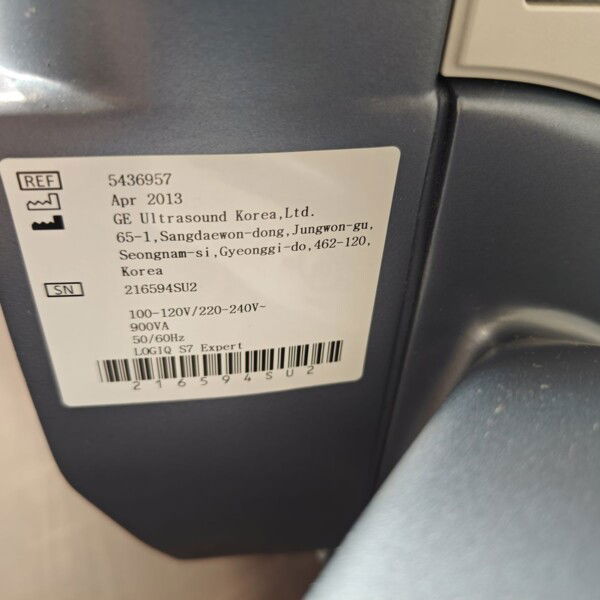 REF 5436957
Apr 2013
GE Ultrasound Korea,Ltd.
65-1,Sangdaewon-dong,Jungwon-gu,
Seongnam-si,Gyeonggi-do,462-120,
Korea
SN 216594SU2
100-120V/220-240V~
900VA
50/60Hz
LOGIQ S7 Expert
216594SU2